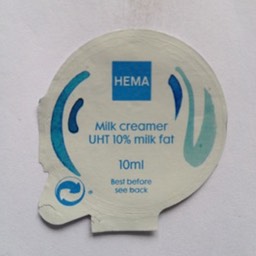 HEMA
Milk creamer
UHT 10% milk fat
10ml
Best before
see back